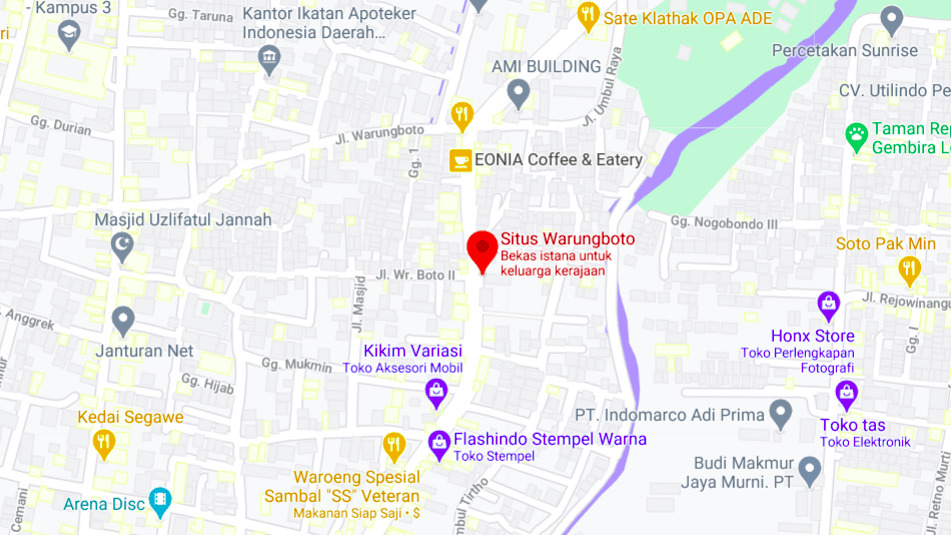 - Kampus 3
Gg. Taruna
Kantor Ikatan Apoteker
Indonesia Daerah...
Sate Klathak OPA ADE
Percetakan Sunrise
ri
AMI BUILDING
CV. Utilindo Pe
Jl. Umbul Raya
Gg. Durian
Jl. Warungboto
Gg. 1
EONIA Coffee & Eatery
Taman Rep
Gembira L
Masjid Uzlifatul Jannah
Gg. Nogobondo III
Situs Warungboto
Bekas istana untuk
keluarga kerajaan
Soto Pak Min
Jl. Wr. Boto II
Jl. Masjid
Jl. Rejowinangu
. Anggrek
Janturan Net
Gg. Mukmin
Gg. Hijab
Kikim Variasi
Toko Aksesori Mobil
Honx Store
Toko Perlengkapan
Fotografi
Gg. I
Kedai Segawe
PT. Indomarco Adi Prima
Toko tas
Toko Elektronik
Flashindo Stempel Warna
Toko Stempel
Waroeng Spesial
Sambal "SS" Veteran
Makanan Siap Saji • $
Budi Makmur
Jaya Murni. PT
Arena Disc
Cemani
mbul Tirtho
Jl. Retno Murti